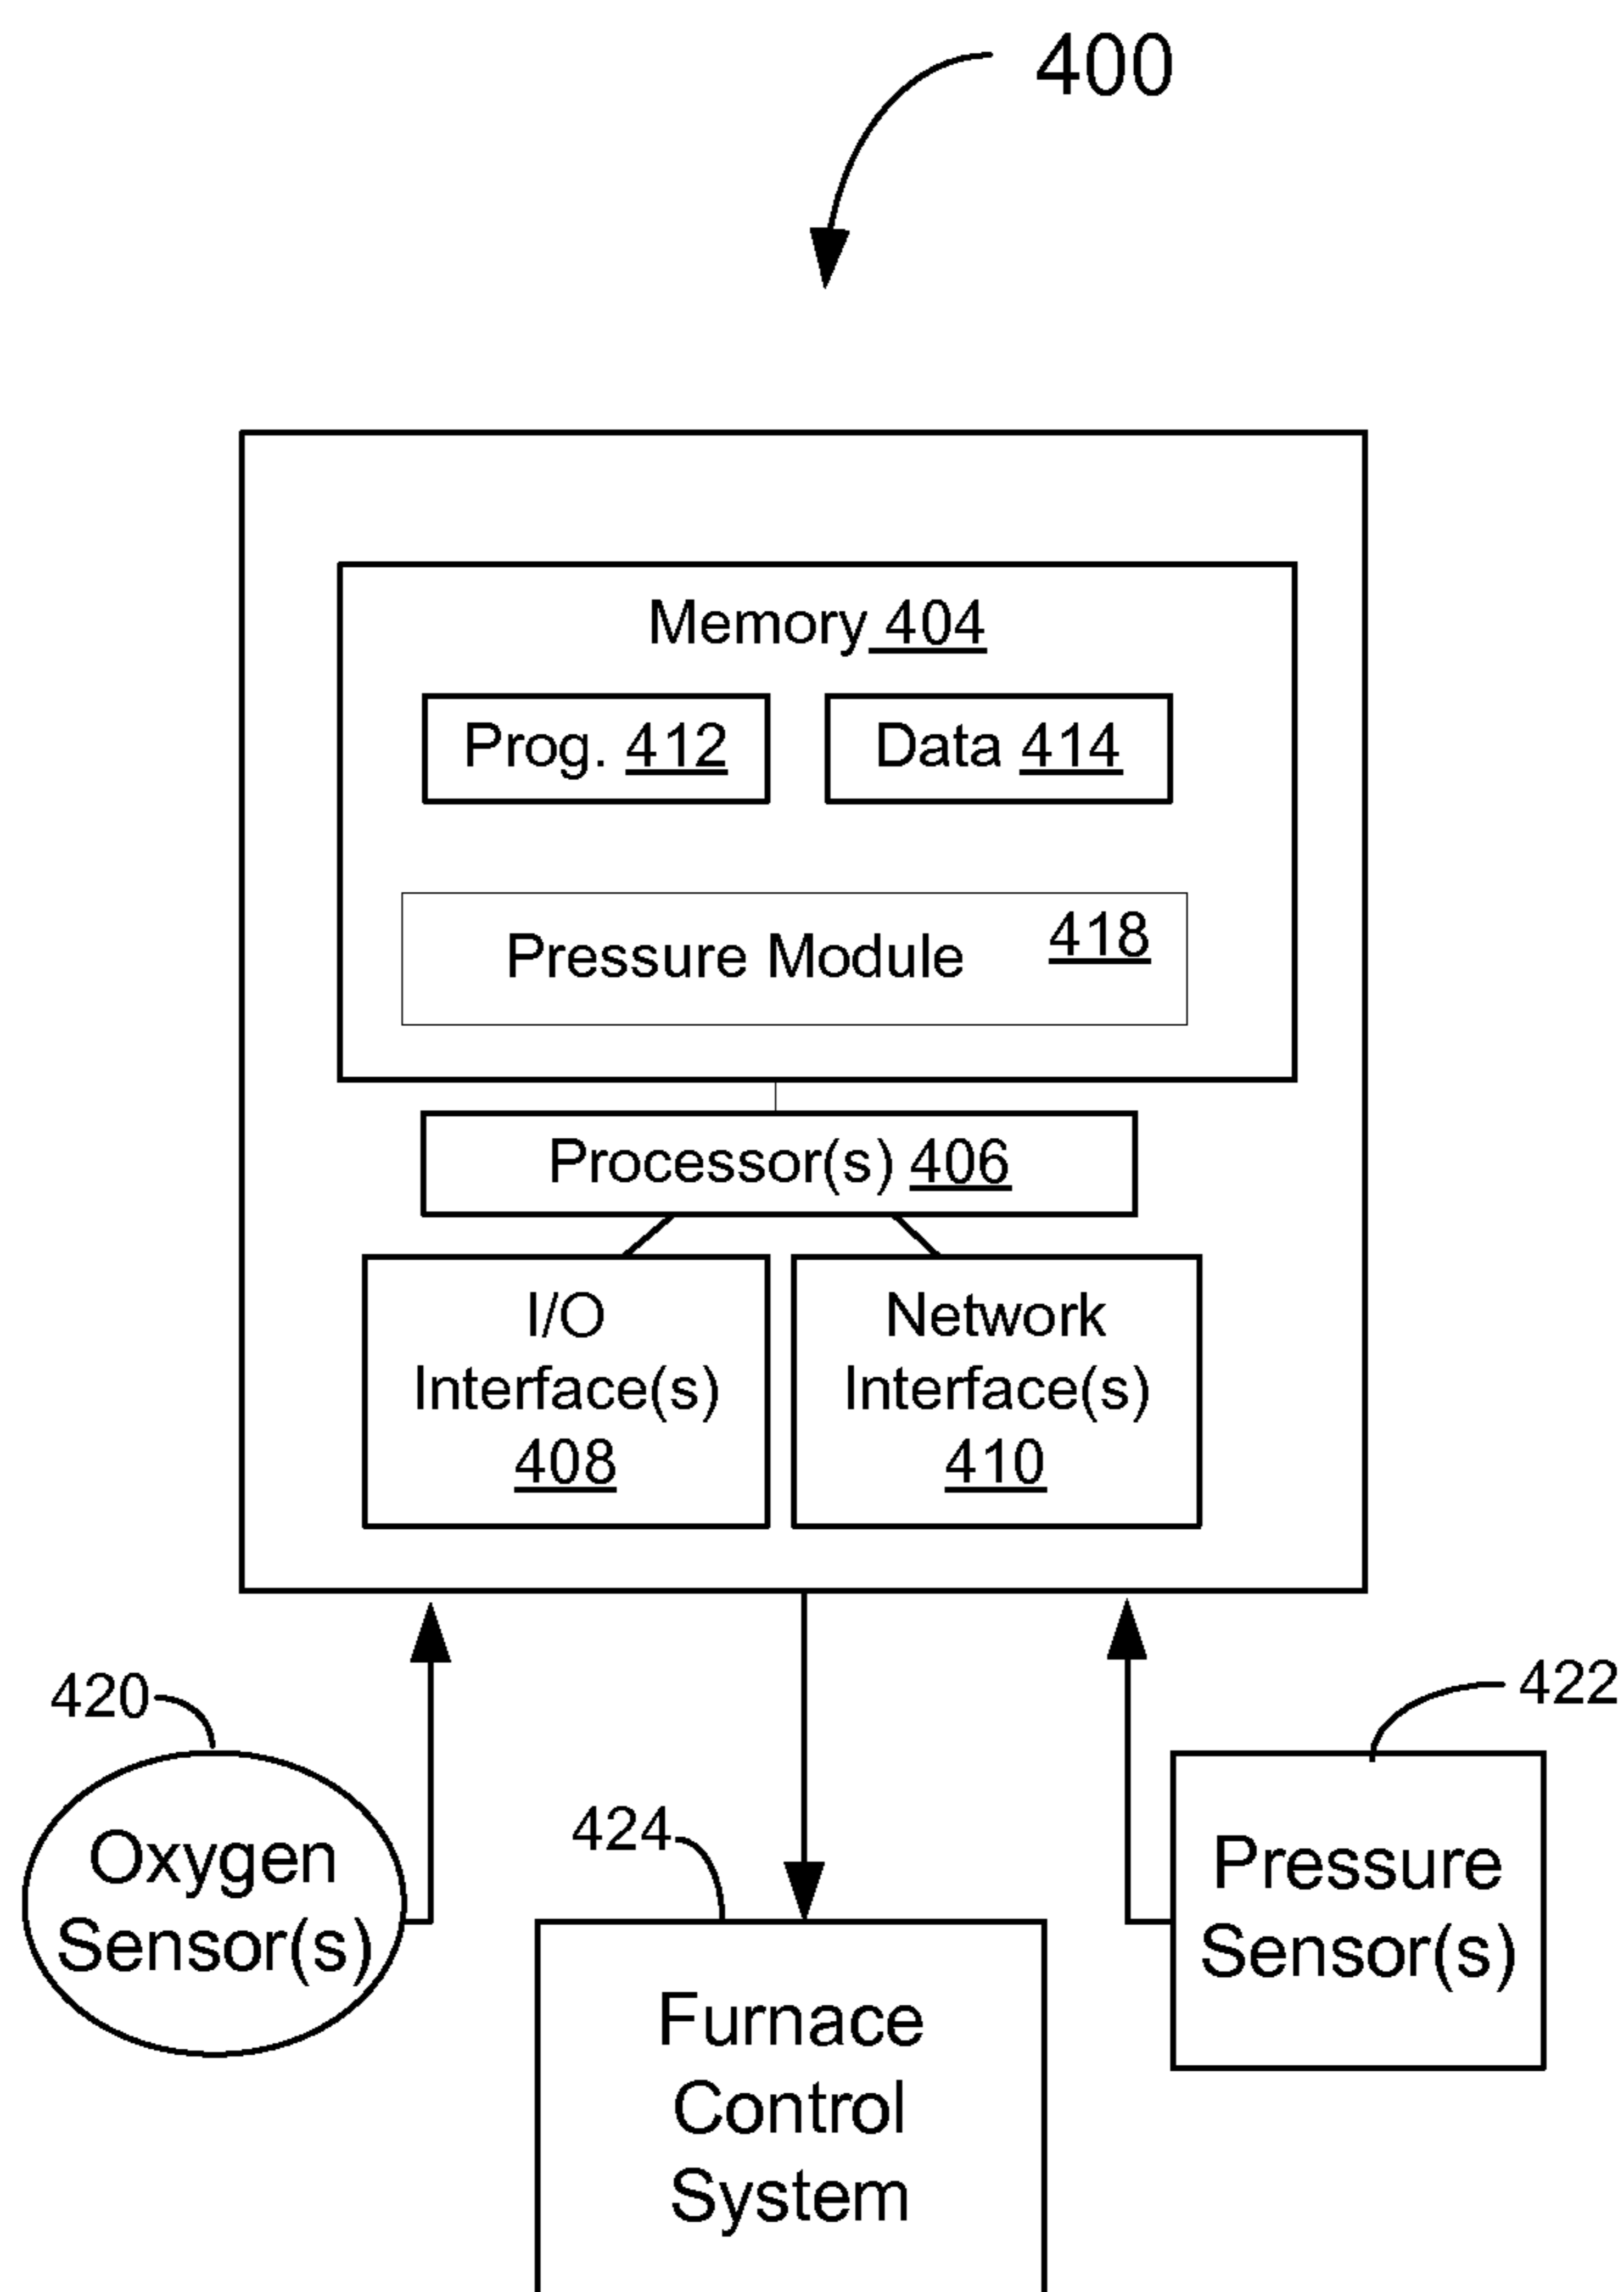 400
Memory 404
Prog. 412
Data 414
Pressure Module 418
Processor(s) 406
I/O
Interface(s)
408
Network
Interface(s)
410
420
Oxygen
Sensor(s)
424
Furnace
Control
System
422
Pressure
Sensor(s)